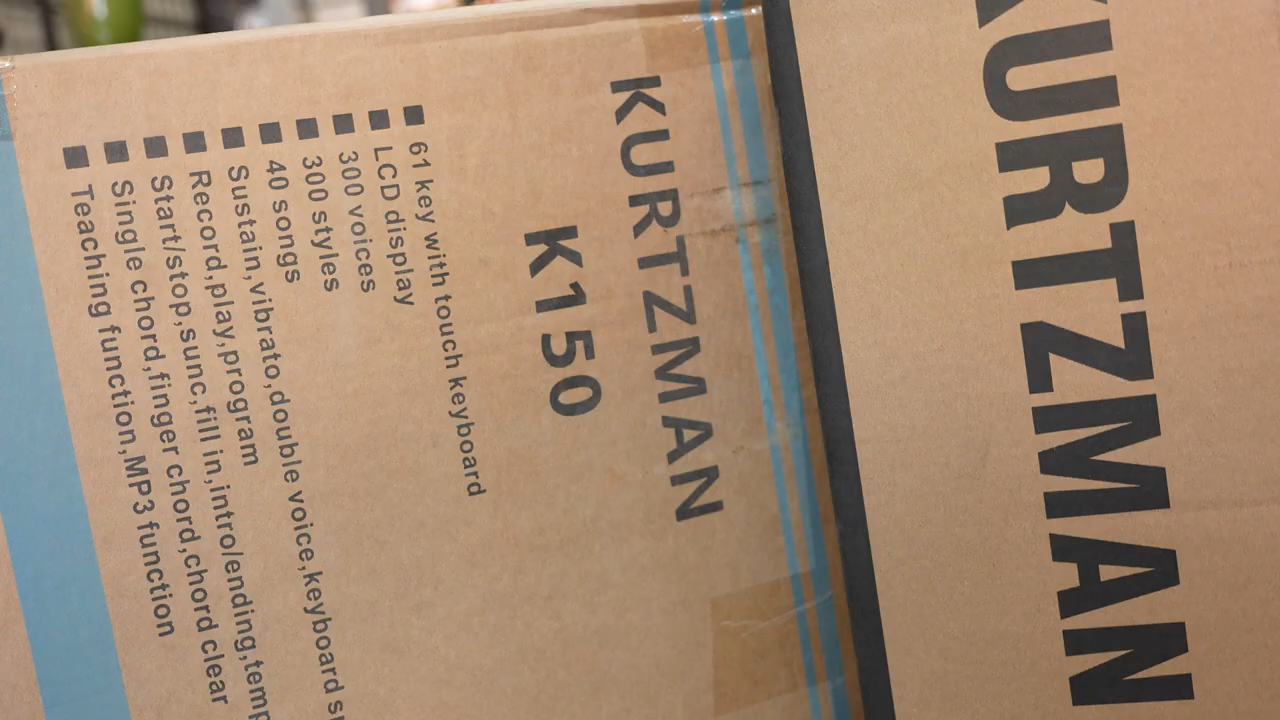 KURTZMAN
KURTZMAN
K150
■ 61 key with touch keyboard
■ LCD display
■ 300 voices
■ 300 styles
■ 40 songs
■ Sustain,vibrato,double voice,keyboard
■ Record,play,program
■ Start/stop,sunc,fill in,intro/ending,
■ Single chord,finger chord,chord clear
■ Teaching function,MP3 function